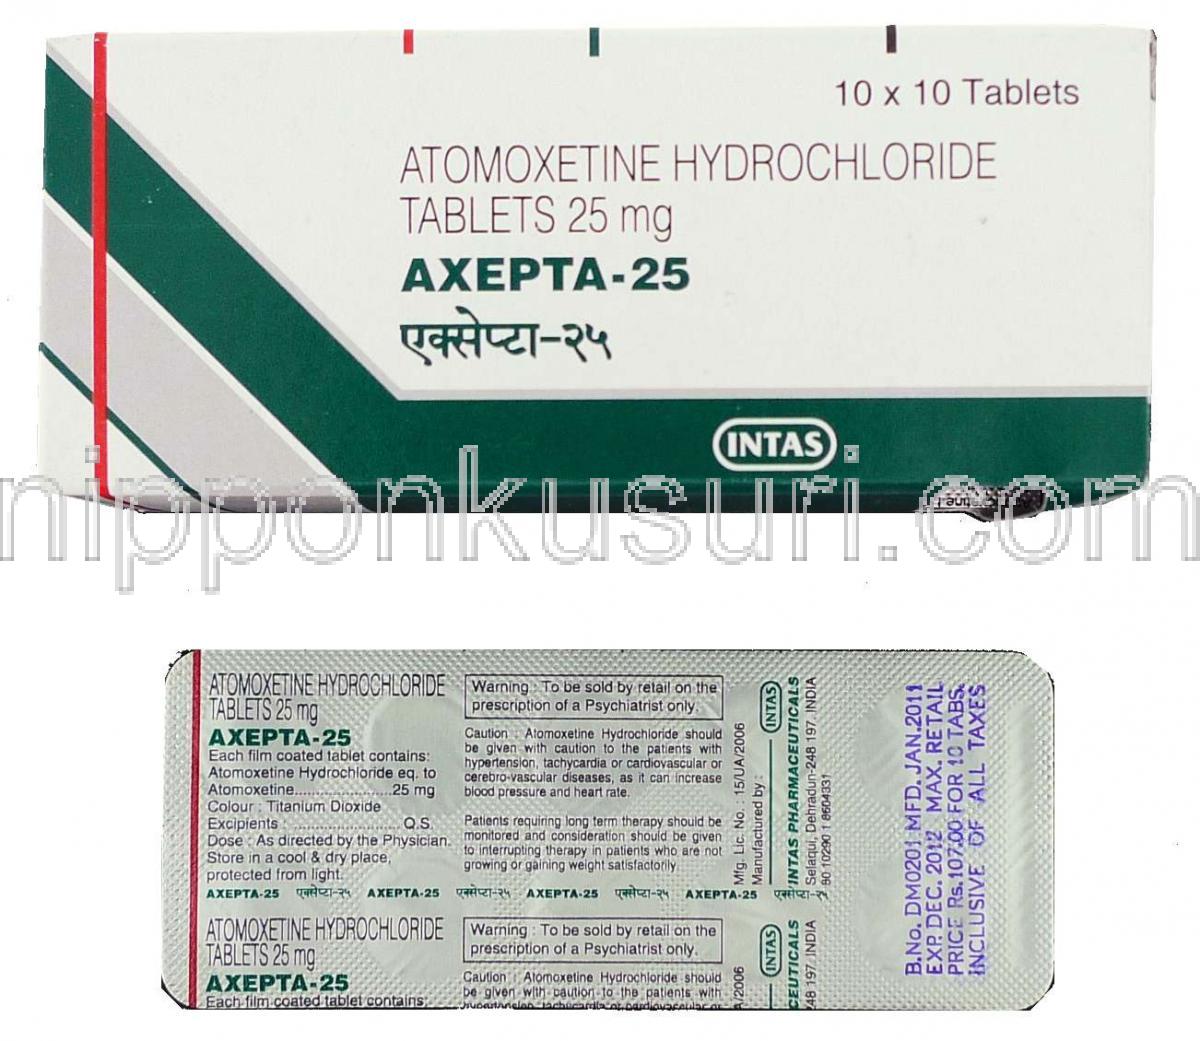 10 x 10 Tablets
ATOMOXETINE HYDROCHLORIDE
TABLETS 25 mg
AXEPTA-25
एक्सेप्टा-२५
INTAS
nipponkusuri.com
ATOMOXETINE HYDROCHLORIDE
TABLETS 25 mg
AXEPTA-25
Each film coated tablet contains:
Atomoxetine Hydrochloride eq. to
Atomoxetine......................25 mg
Colour : Titanium Dioxide
Excipients : ..........................Q.S.
Dose : As directed by the Physician.
Store in a cool & dry place,
protected from light.
Warning : To be sold by retail on the
prescription of a Psychiatrist only.
Caution : Atomoxetine Hydrochloride should
be given with caution to the patients with
hypertension, tachycardia or cardiovascular or
cerebro-vascular diseases, as it can increase
blood pressure and heart rate.
Patients requiring long term therapy should be
monitored and consideration should be given
to interrupting therapy in patients who are not
growing or gaining weight satisfactorily.
Mfg. Lic. No. : 15/UA/2006
Manufactured by :
INTAS
INTAS PHARMACEUTICALS
Selaqui, Dehradun-248 197. INDIA
80 10290 1 8604331
AXEPTA-25 एक्सेप्टा-२५ AXEPTA-25 एक्सेप्टा-२५ AXEPTA-25 एक्सेप्टा-२५ AXEPTA-25 एक्सेप्टा-२५
B.No. DM0201 MFD. JAN.2011
EXP. DEC. 2012 MAX. RETAIL
PRICE Rs.107.00 FOR 10 TABS.
INCLUSIVE OF ALL TAXES
ATOMOXETINE HYDROCHLORIDE
TABLETS 25 mg
AXEPTA-25
Each film coated tablet contains:
Warning : To be sold by retail on the
prescription of a Psychiatrist only.
Caution : Atomoxetine Hydrochloride should
be given with caution to the patients with
hypertension, tachycardia or cardiovascular or
A/2006
INTAS
CEUTICALS
248 197. INDIA